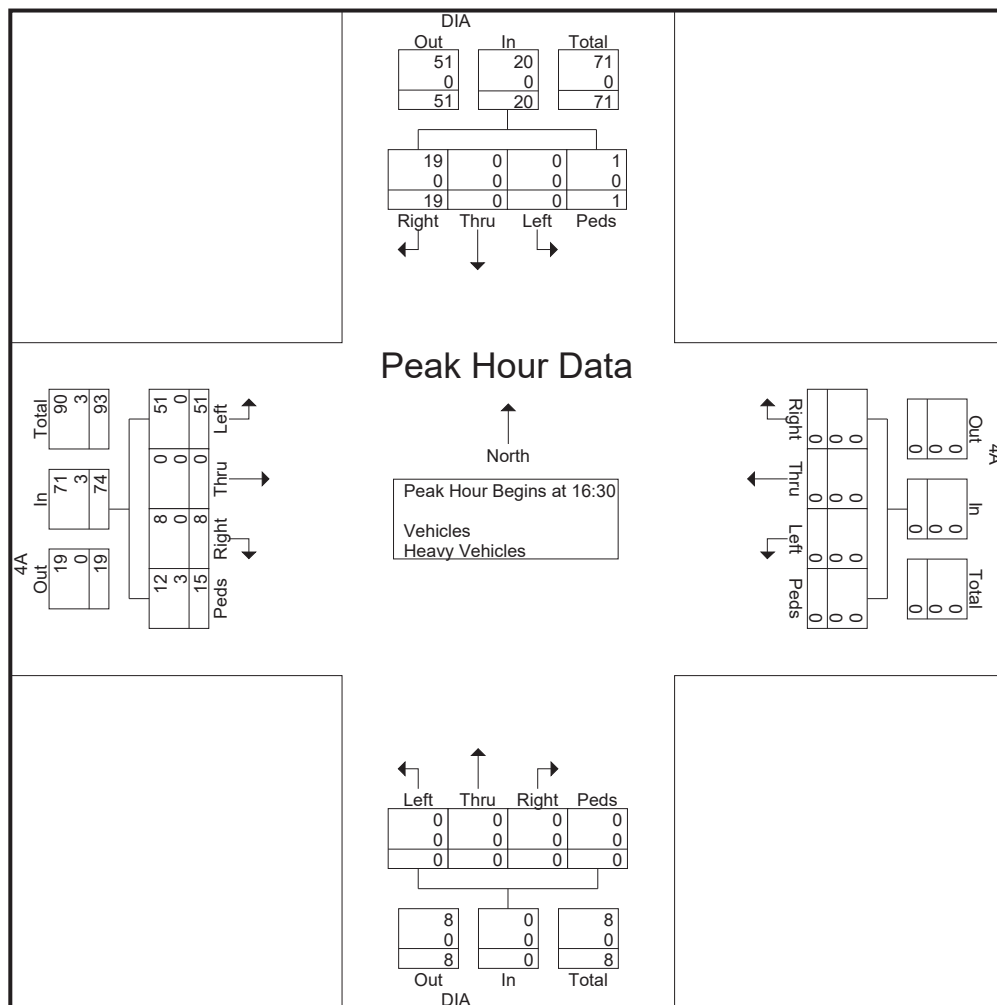 DIA
Out In Total
51 20 71
0 0 0
51 20 71
19 0 0 1
0 0 0 0
19 0 0 1
Right Thru Left Peds
Peak Hour Data
North
Peak Hour Begins at 16:30
Vehicles
Heavy Vehicles
4A
Out In Total
19 71 90
0 3 3
19 74 93
12 8 0 51
3 0 0 0
15 8 0 51
Peds Right Thru Left
4A
Out In Total
0 0 0
0 0 0
0 0 0
0 0 0 0
0 0 0 0
0 0 0 0
Right Thru Left Peds
Left Thru Right Peds
0 0 0 0
0 0 0 0
0 0 0 0
8 0 8
0 0 0
8 0 8
Out In Total
DIA